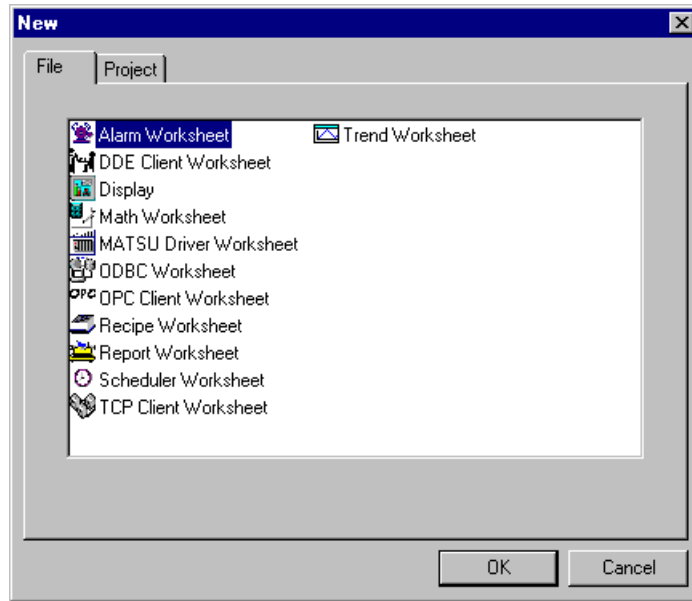 New
File
Project
Alarm Worksheet
DDE Client Worksheet
Display
Math Worksheet
MATSU Driver Worksheet
ODBC Worksheet
OPC OPC Client Worksheet
Recipe Worksheet
Report Worksheet
Scheduler Worksheet
TCP Client Worksheet
Trend Worksheet
OK
Cancel